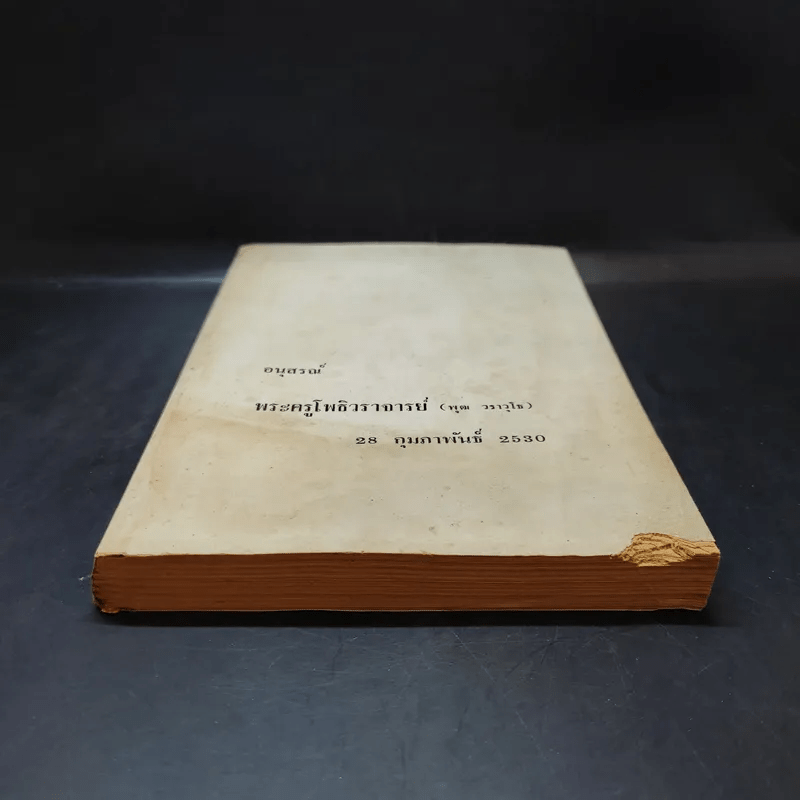 อนุสรณ์
พระครูโพธิวราจารย์ (พุฒ วราวุโธ)
28 กุมภาพันธ์ 2530